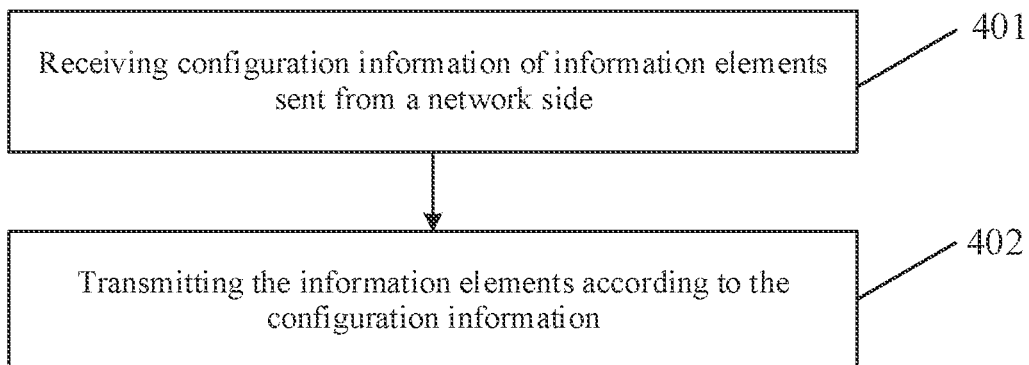 401
Receiving configuration information of information elements
sent from a network side
402
Transmitting the information elements according to the
configuration information